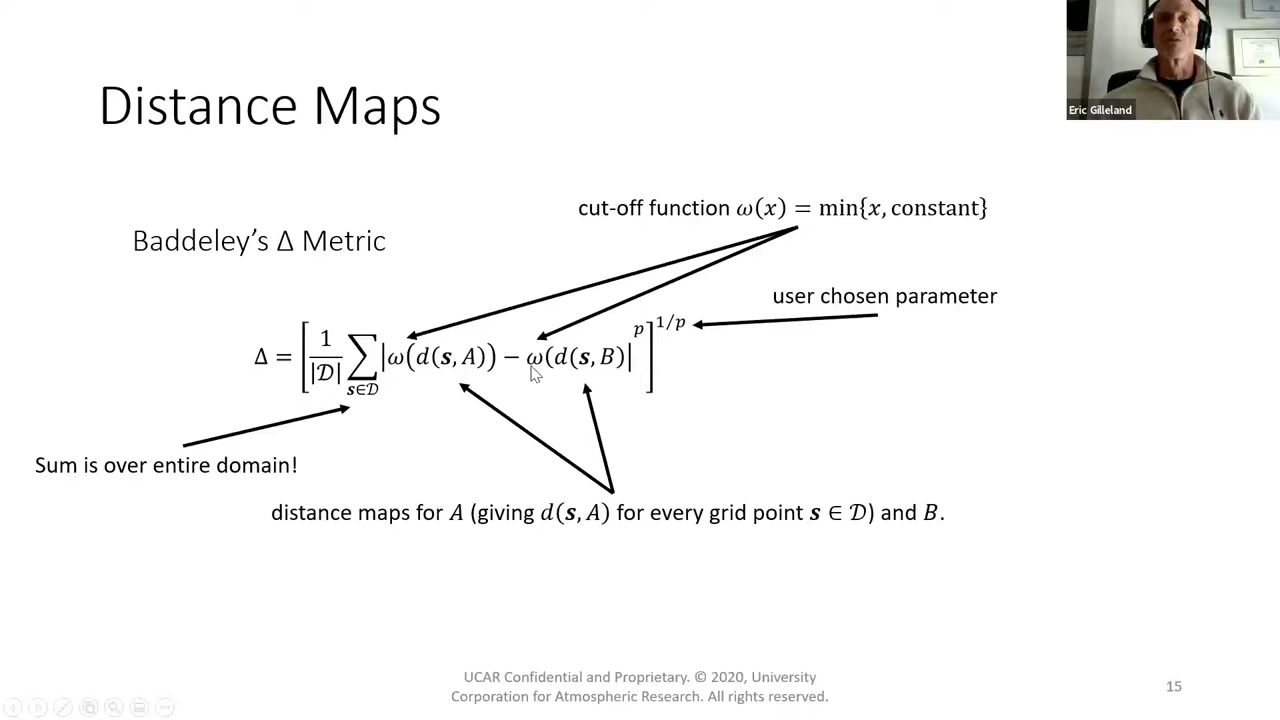 Eric Gilleland
Distance Maps
cut-off function ω(x) = min{x, constant}
Baddeley's Δ Metric
user chosen parameter
Δ = [1/|𝒟| ∑_{s∈𝒟} |ω(d(s, A)) − ω(d(s, B)|^p]^{1/p}
Sum is over entire domain!
distance maps for A (giving d(s, A) for every grid point s ∈ 𝒟) and B.
UCAR Confidential and Proprietary. © 2020, University
Corporation for Atmospheric Research. All rights reserved.
15